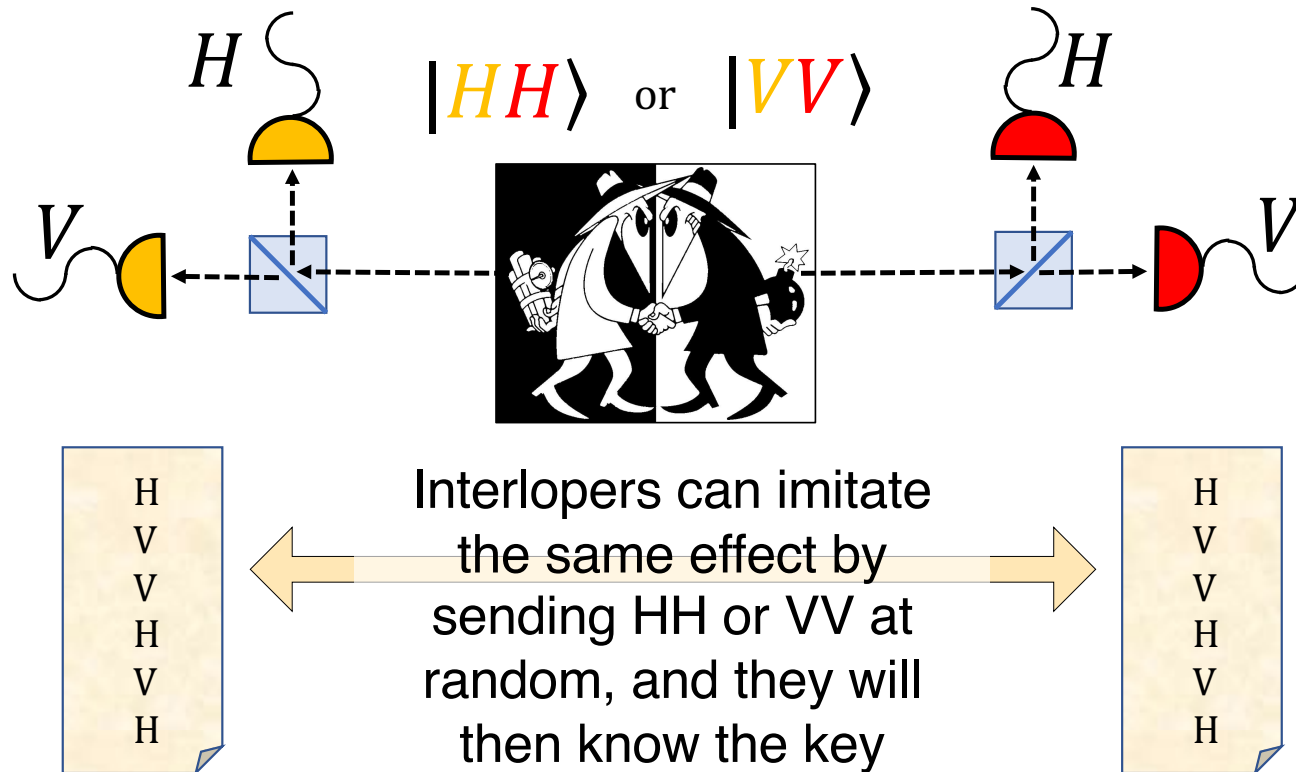 H |HH⟩ or |VV⟩ H
V V
H
V
V
H
V
H
Interlopers can imitate
the same effect by
sending HH or VV at
random, and they will
then know the key
H
V
V
H
V
H